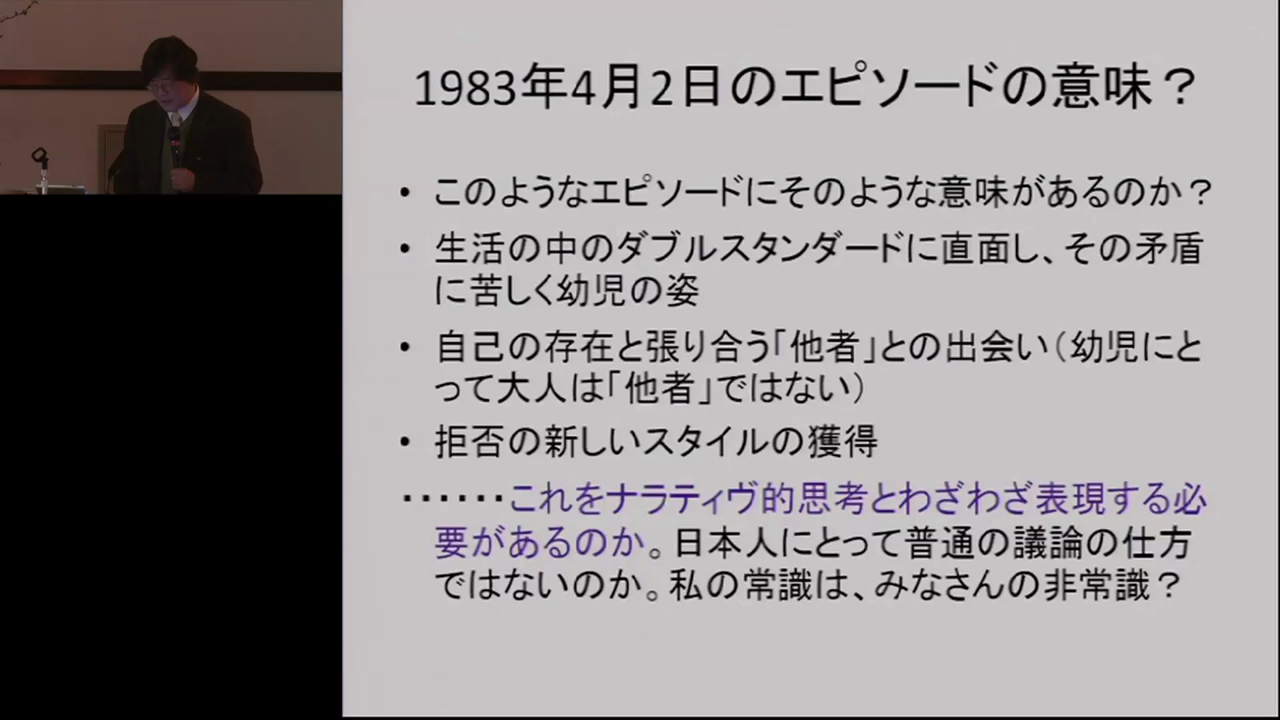 1983年4月2日のエピソードの意味？
• このようなエピソードにそのような意味があるのか？
• 生活の中のダブルスタンダードに直面し、その矛盾
に苦しく幼児の姿
• 自己の存在と張り合う「他者」との出会い（幼児にと
って大人は「他者」ではない）
• 拒否の新しいスタイルの獲得
・・・・・・これをナラティヴ的思考とわざわざ表現する必
要があるのか。日本人にとって普通の議論の仕方
ではないのか。私の常識は、みなさんの非常識？